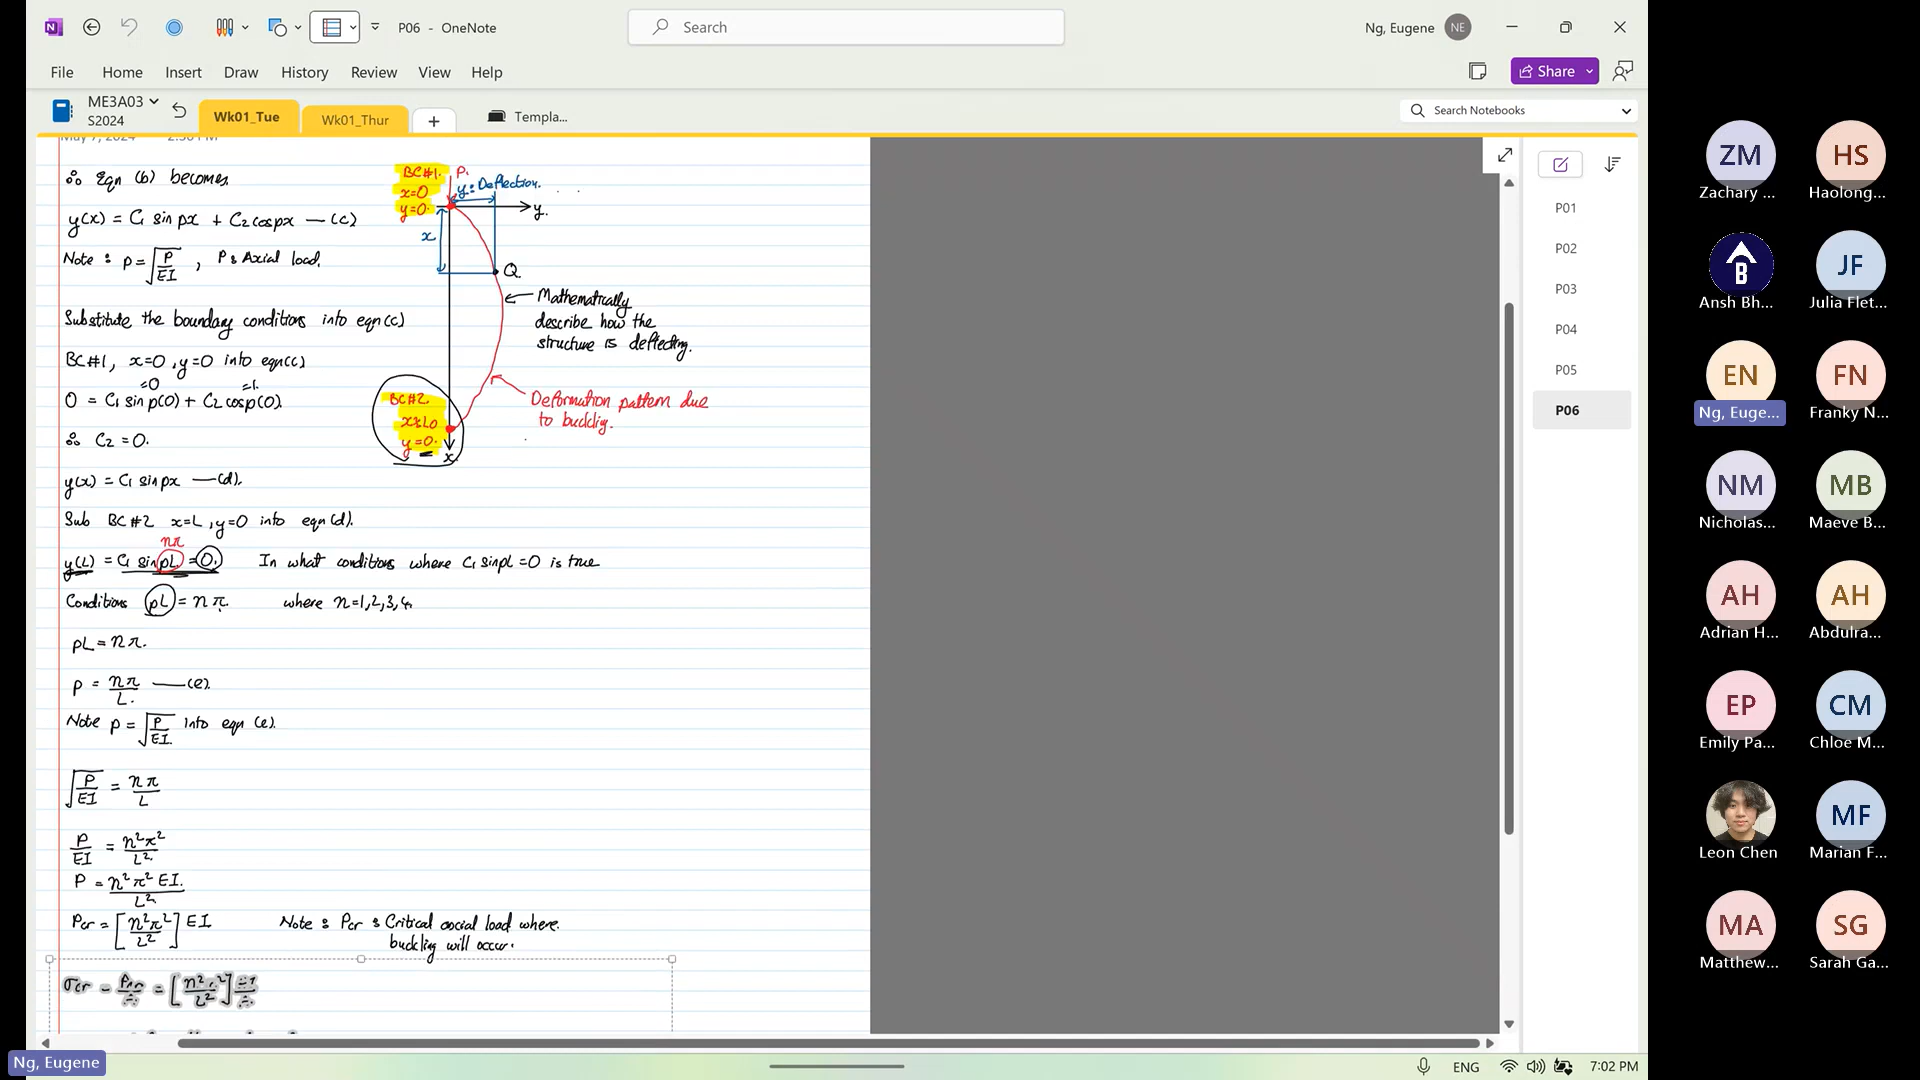 P06 - OneNote
Search
Ng, Eugene
NE
File
Home
Insert
Draw
History
Review
View
Help
Share
ME3A03
S2024
Wk01_Tue
Wk01_Thur
+
Templa...
Search Notebooks
May 7, 2024
∴ Eqn (b) becomes
y(x) = C₁ sin px + C₂ cos px — (c)
Note : p = √(P/EI) , P : Axial load.
Substitute the boundary conditions into eqn(c)
BC#1, x=0, y=0 into eqn(c)
=0 =1.
0 = C₁ sin p(0) + C₂ cos p(0).
∴ C₂ = 0.
y(x) = C₁ sin px — (d).
Sub BC#2 x=L, y=0 into eqn (d).
nπ
y(L) = C₁ sin pL = 0. In what conditions where C₁ sin pL = 0 is true
Conditions pL = nπ. where n=1,2,3,4.
pL = nπ.
p = nπ/L. — (e).
Note p = √(P/EI.) into eqn (e).
√(P/EI) = nπ/L
P/EI = n²π²/L².
P = n²π² EI./L².
Pcr = [n²π²/L²] EI Note : Pcr : Critical axial load where
buckling will occur.
σcr =
BC#1.
x=0
y=0.
P.
y : Deflection.
y.
x
Q
Mathematically
describe how the
structure is deflecting.
Deformation pattern due
to buckling.
BC#2.
y=0.
x
P01
P02
P03
P04
P05
P06
ZM
Zachary ...
HS
Haolong...
B
Ansh Bh...
JF
Julia Flet...
EN
Ng, Euge...
FN
Franky N...
NM
Nicholas...
MB
Maeve B...
AH
Adrian H...
AH
Abdulra...
EP
Emily Pa...
CM
Chloe M...
Leon Chen
MF
Marian F...
MA
Matthew...
SG
Sarah Ga...
Ng, Eugene
ENG
7:02 PM